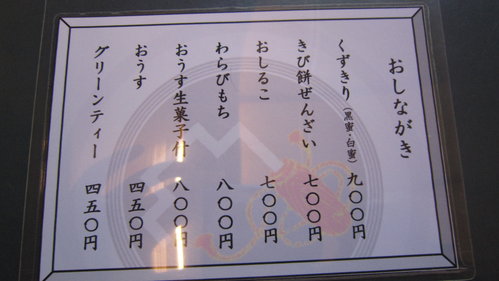 おしながき
くずきり（黒蜜・白蜜）九〇〇円
きび餅ぜんざい 七〇〇円
おしるこ 七〇〇円
わらびもち 八〇〇円
おうす生菓子付 八〇〇円
おうす 四五〇円
グリーンティー 四五〇円